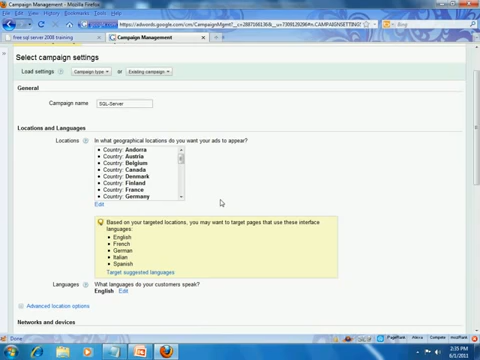 Campaign Management - Mozilla Firefox
File Edit View History Bookmarks Tools Help
free sql server 2008 training
Campaign Management
Select campaign settings
Load settings
Campaign type
or
Existing campaign
General
Campaign name
SQL-Server
Locations and Languages
Locations
In what geographical locations do you want your ads to appear?
Country: Andorra
Country: Austria
Country: Belgium
Country: Canada
Country: Denmark
Country: Finland
Country: France
Country: Germany
Edit
Based on your targeted locations, you may want to target pages that use these interface
languages:
English
French
German
Italian
Spanish
Target suggested languages
Languages
What languages do your customers speak?
English Edit
Advanced location options
Networks and devices
Done
PageRank
Alexa
Compete
mozRank
2:35 PM
6/1/2011